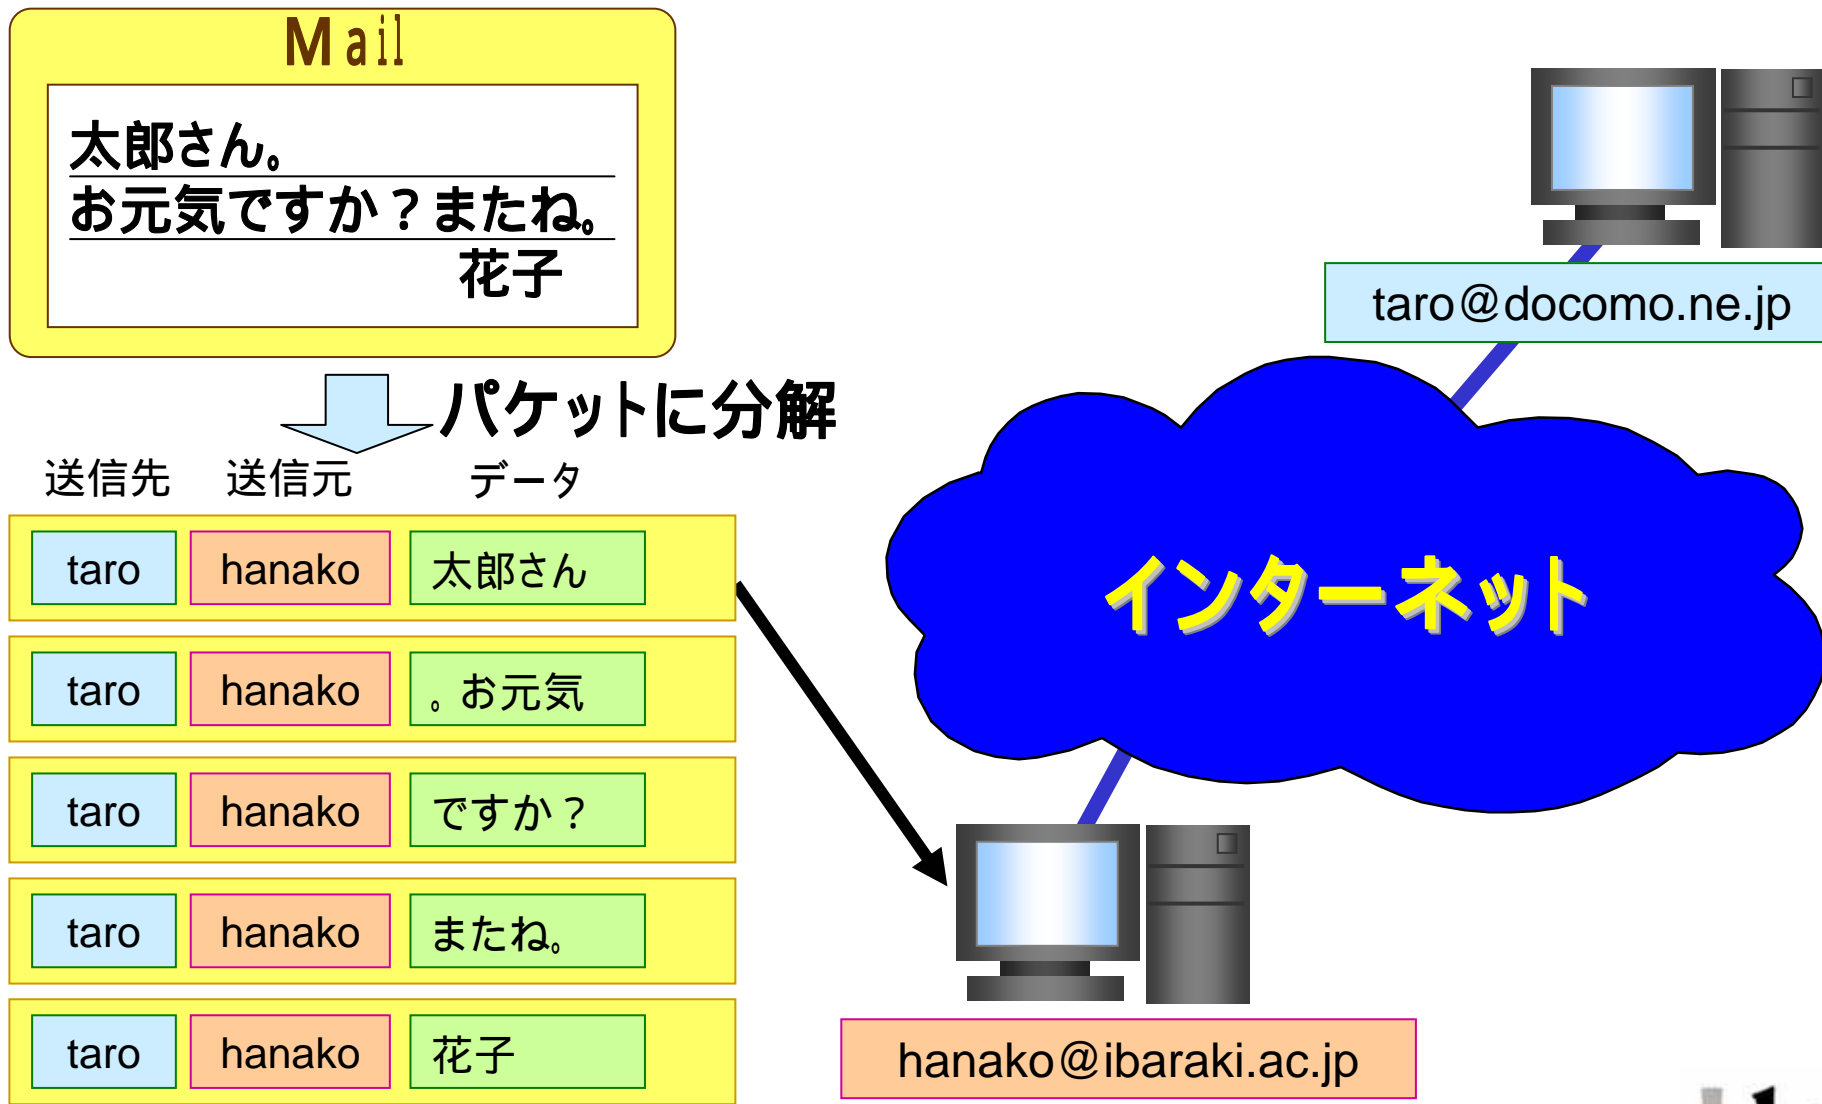 Mail
太郎さん。
お元気ですか？またね。
花子
パケットに分解
送信先 送信元 データ
taro hanako 太郎さん
taro hanako 。お元気
taro hanako ですか？
taro hanako またね。
taro hanako 花子
taro@docomo.ne.jp
インターネット
hanako@ibaraki.ac.jp